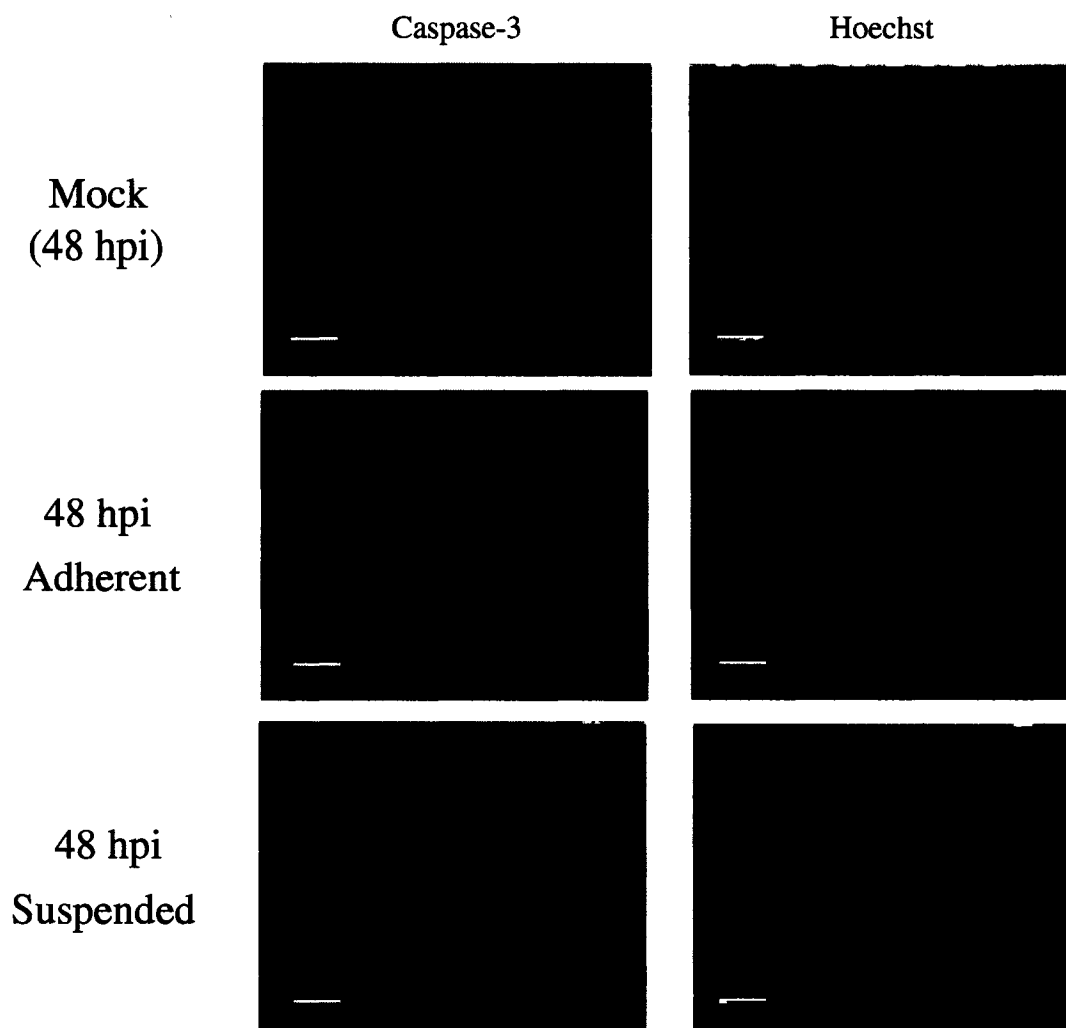 Caspase-3
Hoechst
Mock
(48 hpi)
48 hpi
Adherent
48 hpi
Suspended